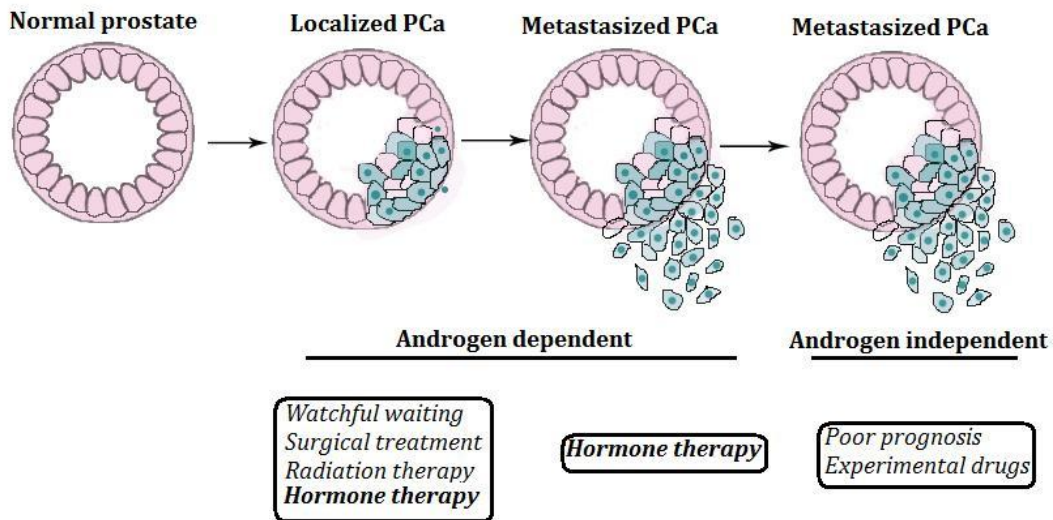 Normal prostate
Localized PCa
Metastasized PCa
Metastasized PCa
Androgen dependent
Androgen independent
Watchful waiting
Surgical treatment
Radiation therapy
Hormone therapy
Hormone therapy
Poor prognosis
Experimental drugs